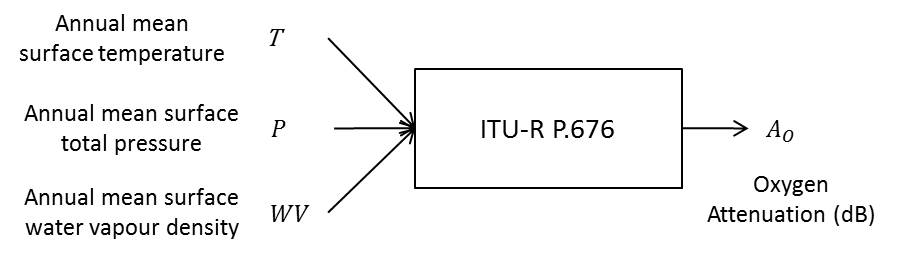 Annual mean
surface temperature
T
Annual mean surface
total pressure
P
Annual mean surface
water vapour density
WV
ITU-R P.676
A_O
Oxygen
Attenuation (dB)